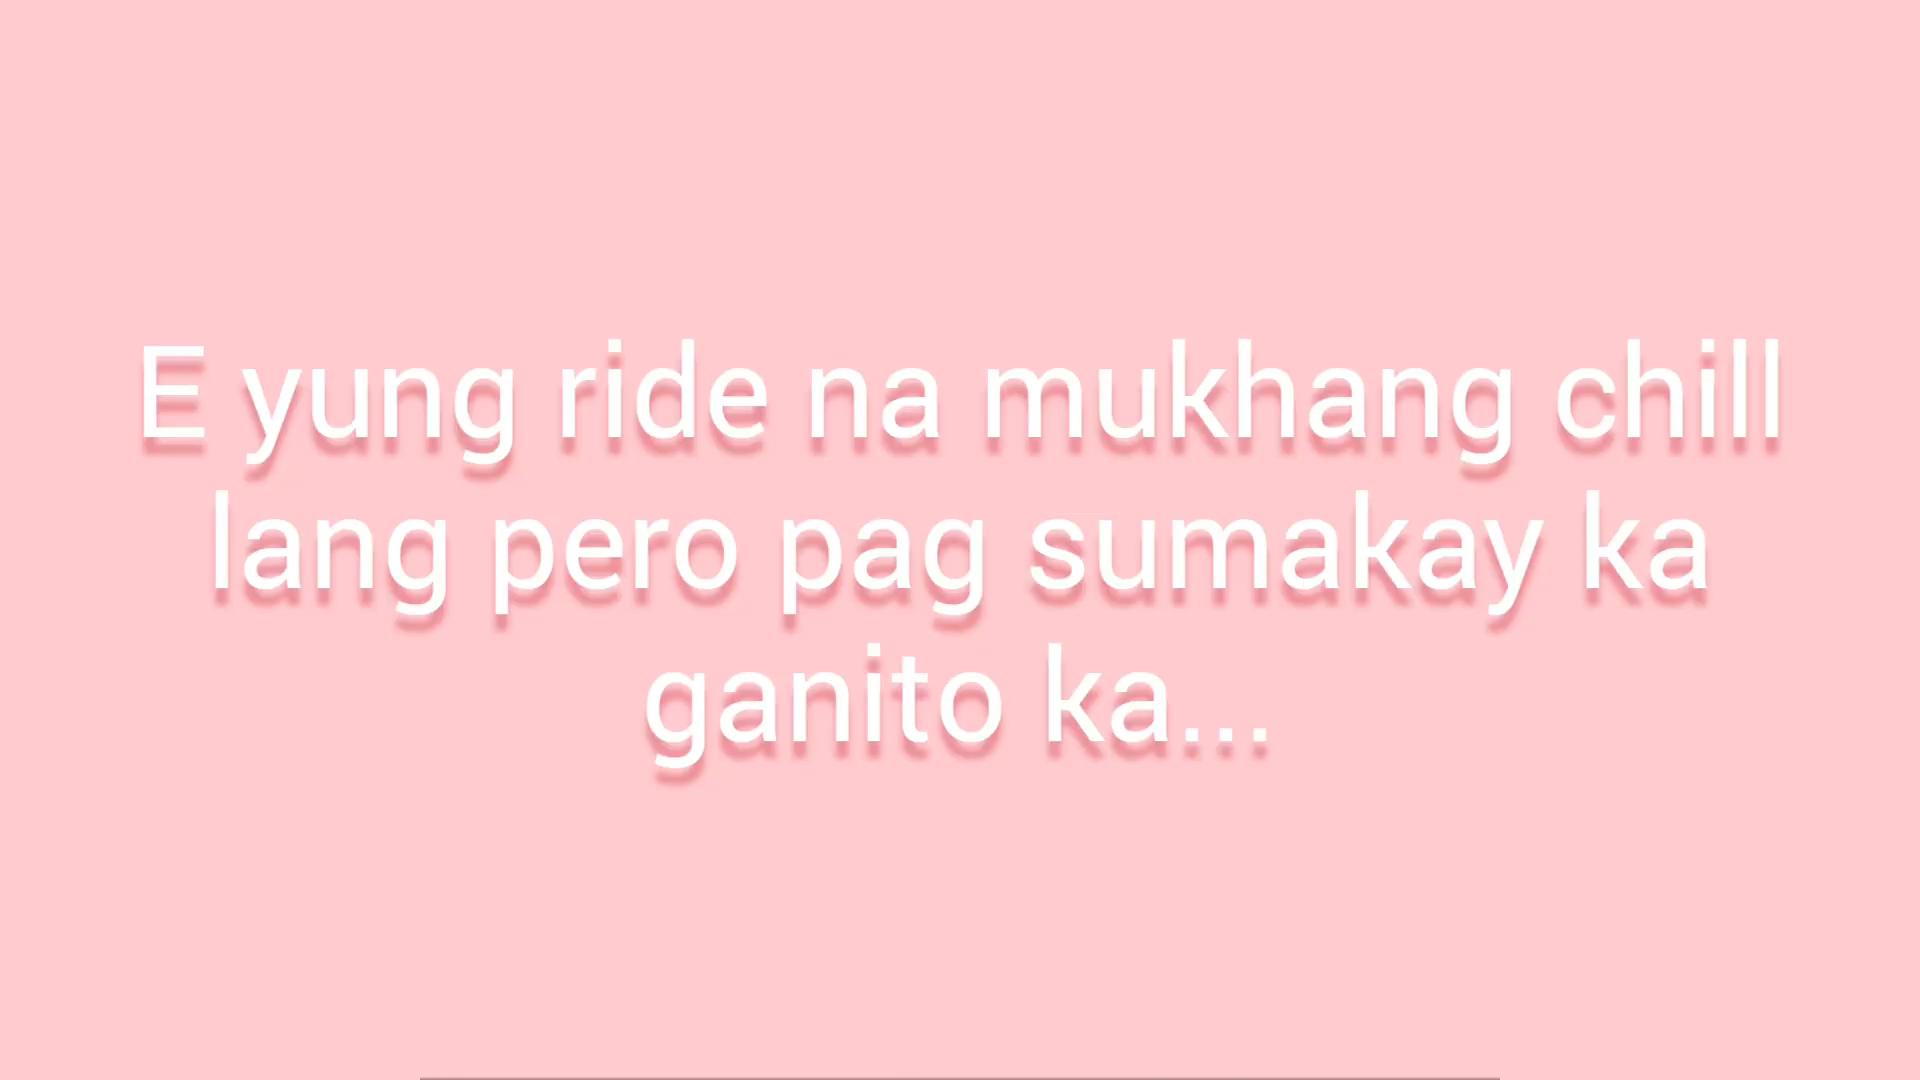 E yung ride na mukhang chill
lang pero pag sumakay ka
ganito ka...